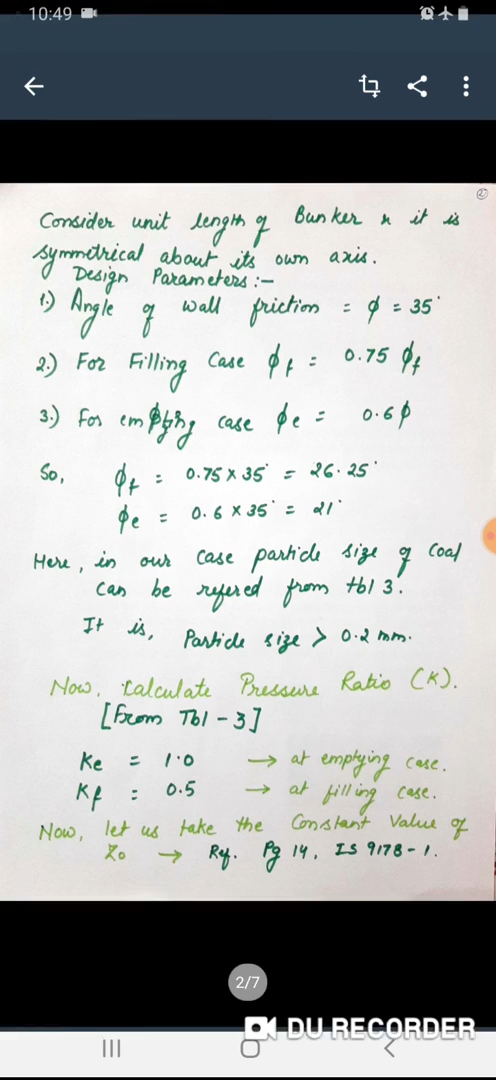 10:49
2
Consider unit length of Bunker & it is
symmetrical about its own axis.
Design Parameters :-
1.) Angle of wall friction = ϕ = 35°
2.) For Filling Case ϕf = 0.75 ϕf
3.) For emptying case ϕe = 0.6ϕ
So, ϕf = 0.75 x 35° = 26.25°
ϕe = 0.6 x 35° = 21°
Here, in our case particle size of coal
can be refered from tbl 3.
It is, Particle size > 0.2 mm.
Now, Calculate Pressure Ratio (K).
[From Tbl - 3]
Ke = 1.0 → at emptying case.
Kf = 0.5 → at filling case.
Now, let us take the Constant Value of
Zo → Ref. Pg 14, IS 9178-1.
2/7
DU RECORDER